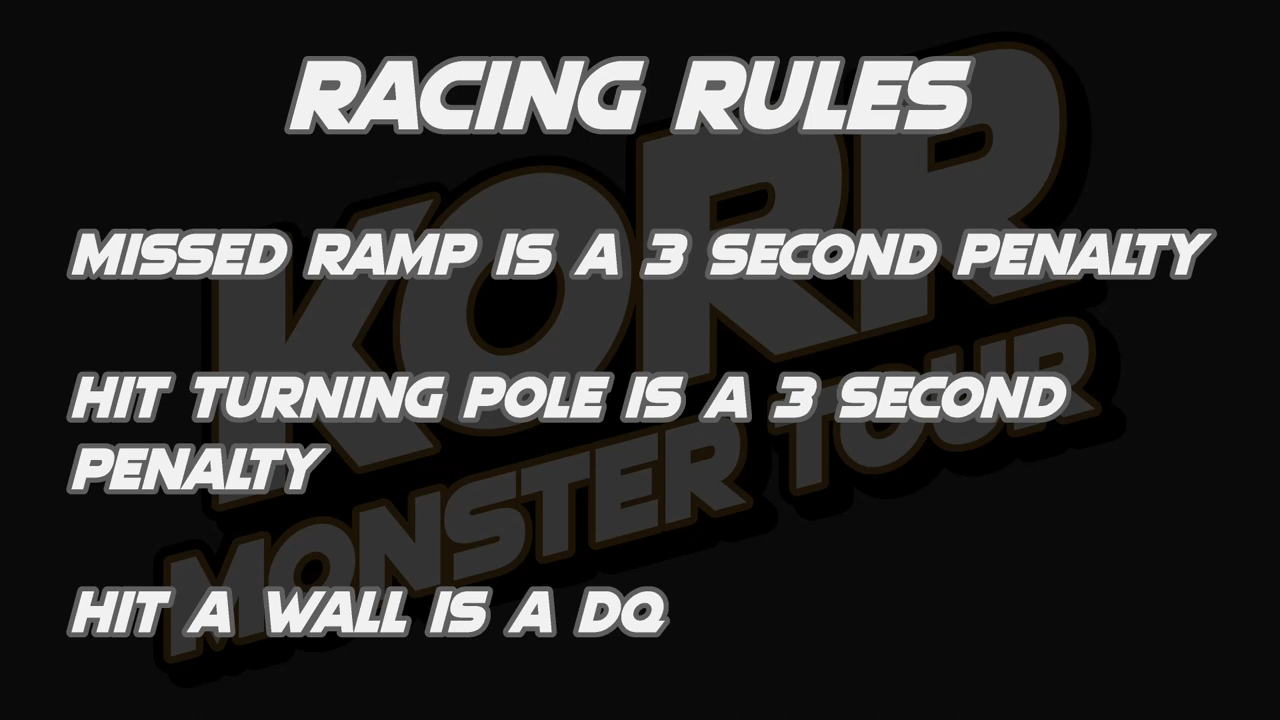 RACING RULES
MISSED RAMP IS A 3 SECOND PENALTY
HIT TURNING POLE IS A 3 SECOND
PENALTY
HIT A WALL IS A DQ
KORR
MONSTER TOUR